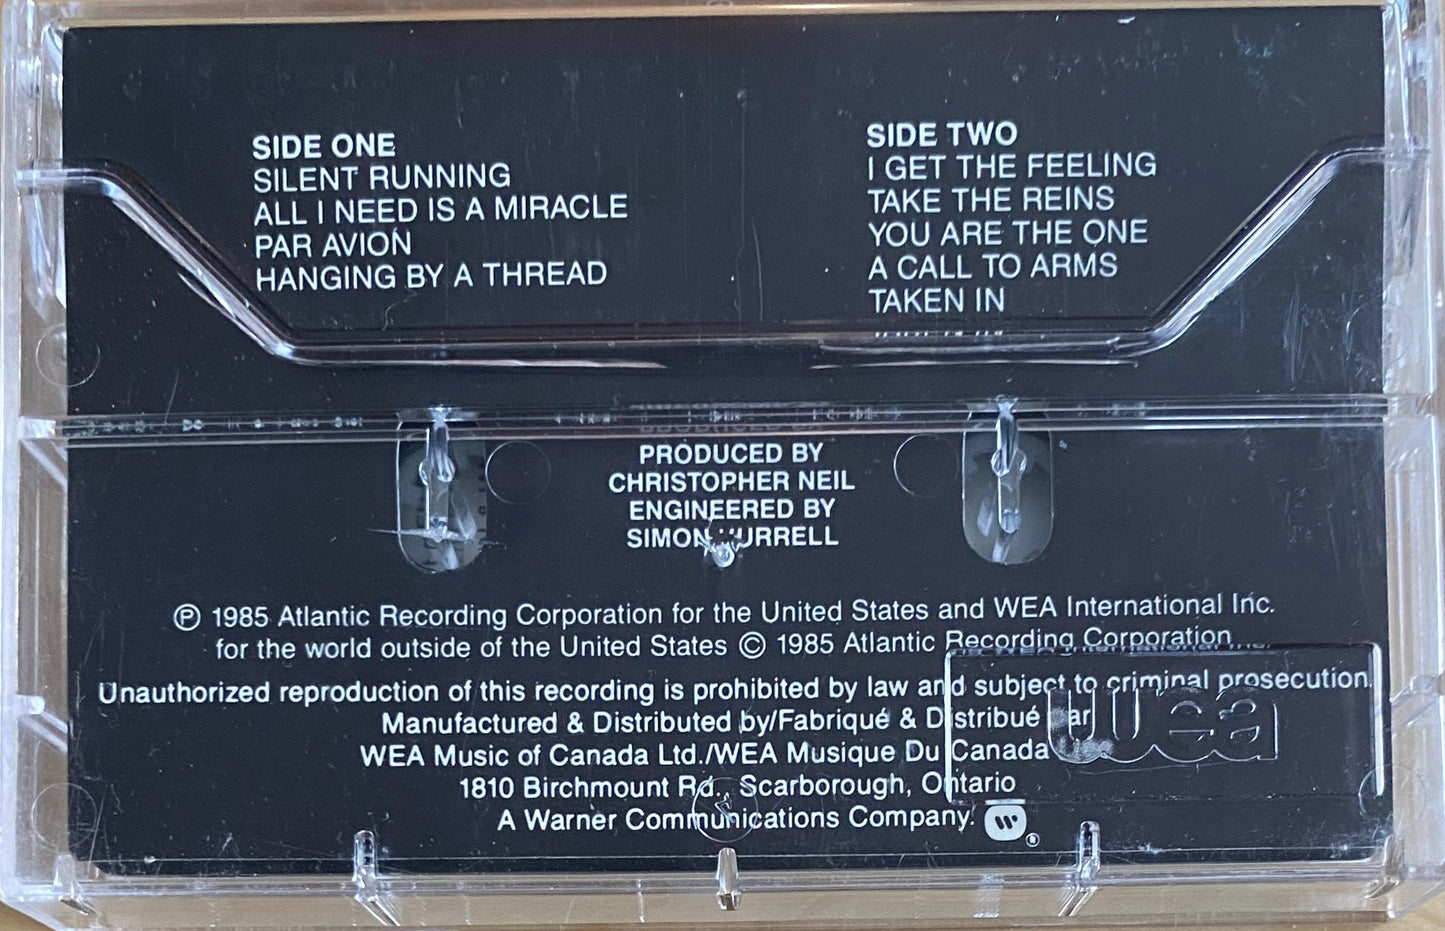 SIDE ONE
SILENT RUNNING
ALL I NEED IS A MIRACLE
PAR AVION
HANGING BY A THREAD
SIDE TWO
I GET THE FEELING
TAKE THE REINS
YOU ARE THE ONE
A CALL TO ARMS
TAKEN IN
PRODUCED BY
CHRISTOPHER NEIL
ENGINEERED BY
SIMON HURRELL
℗ 1985 Atlantic Recording Corporation for the United States and WEA International Inc.
for the world outside of the United States © 1985 Atlantic Recording Corporation
Unauthorized reproduction of this recording is prohibited by law and subject to criminal prosecution.
Manufactured & Distributed by/Fabriqué & Distribué par
WEA Music of Canada Ltd./WEA Musique Du Canada
1810 Birchmount Rd., Scarborough, Ontario
A Warner Communications Company. ®
wea